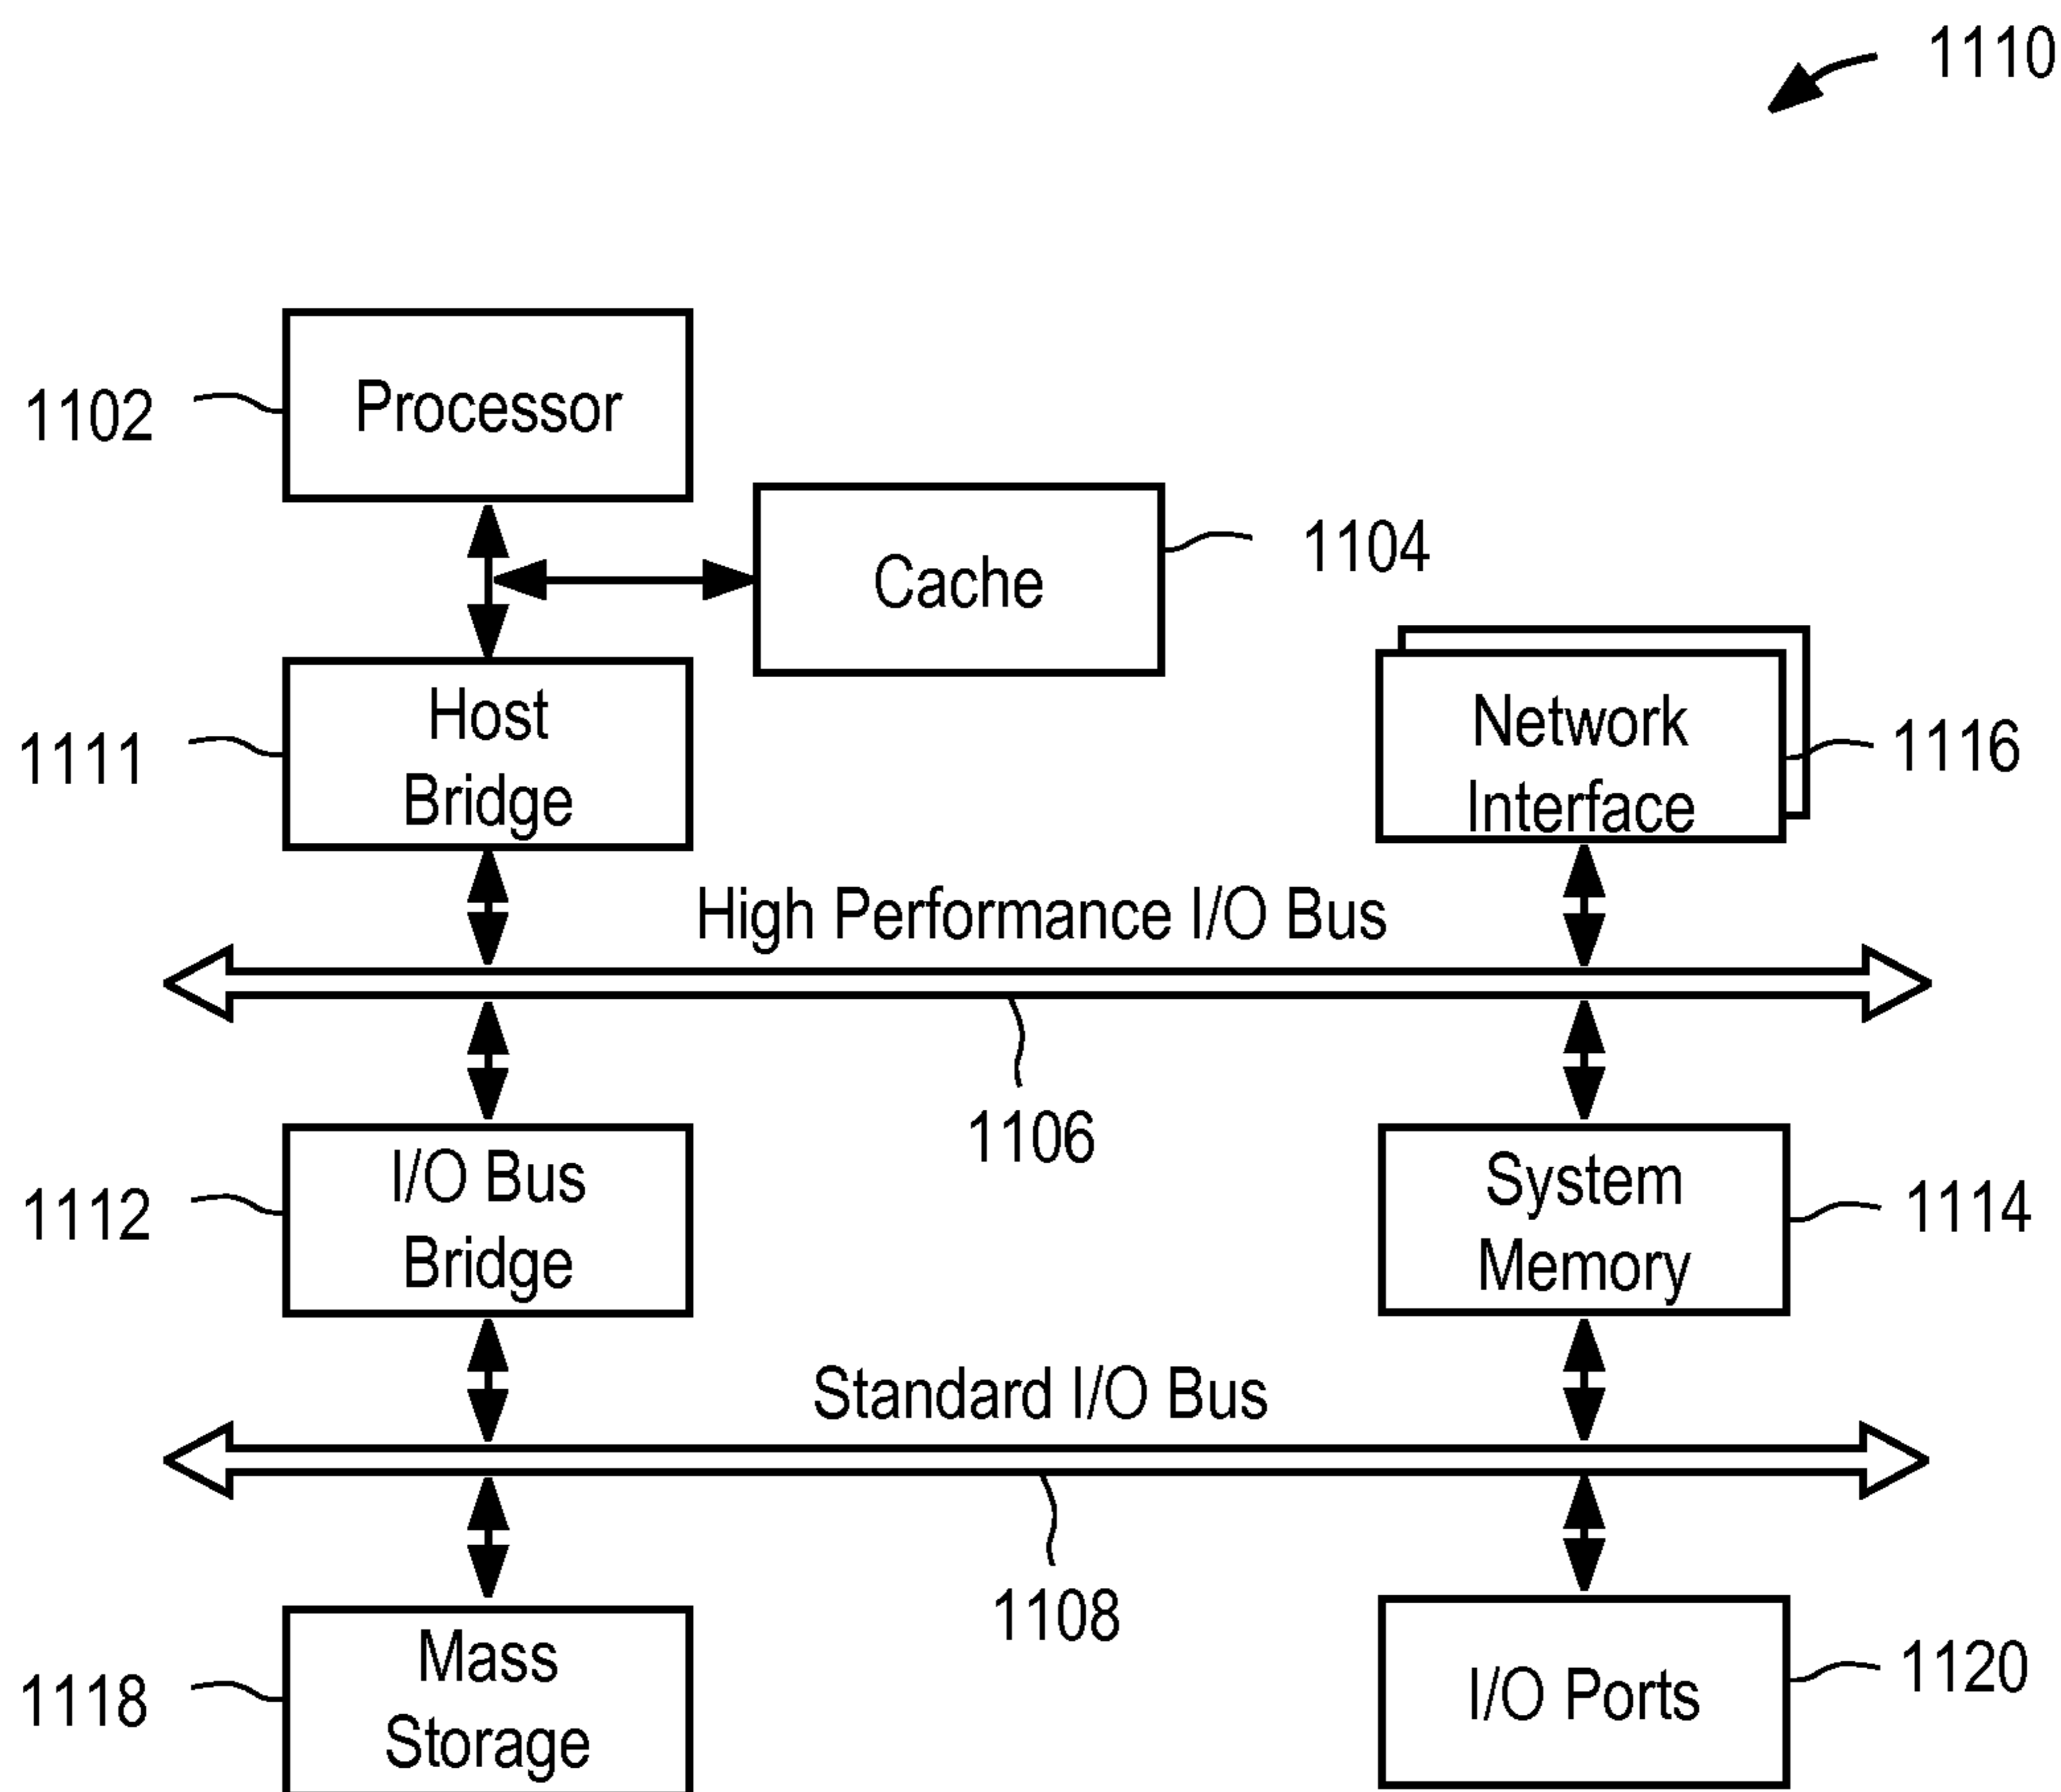 1110
1102
Processor
Cache
1104
1111
Host
Bridge
Network
Interface
1116
High Performance I/O Bus
1106
1112
I/O Bus
Bridge
System
Memory
1114
Standard I/O Bus
1108
1118
Mass
Storage
I/O Ports
1120